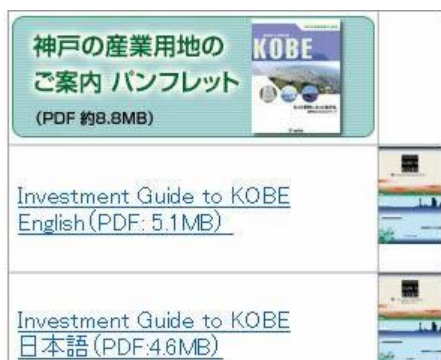 神戸の産業用地の
ご案内 パンフレット
(PDF 約8.8MB)
KOBE
Investment Guide to KOBE
English(PDF: 5.1MB)
Investment Guide to KOBE
日本語(PDF:4.6MB)